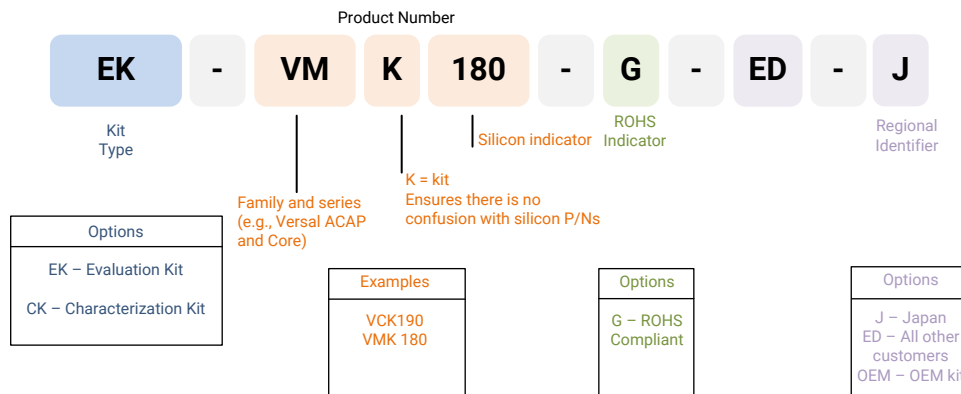 Product Number
EK - VM K 180 - G - ED - J
Kit
Type
Silicon indicator
ROHS
Indicator
Regional
Identifier
K = kit
Ensures there is no
confusion with silicon P/Ns
Family and series
(e.g., Versal ACAP
and Core)
Options
EK – Evaluation Kit
CK – Characterization Kit
Examples
VCK190
VMK 180
Options
G – ROHS
Compliant
Options
J – Japan
ED – All other
customers
OEM – OEM kit